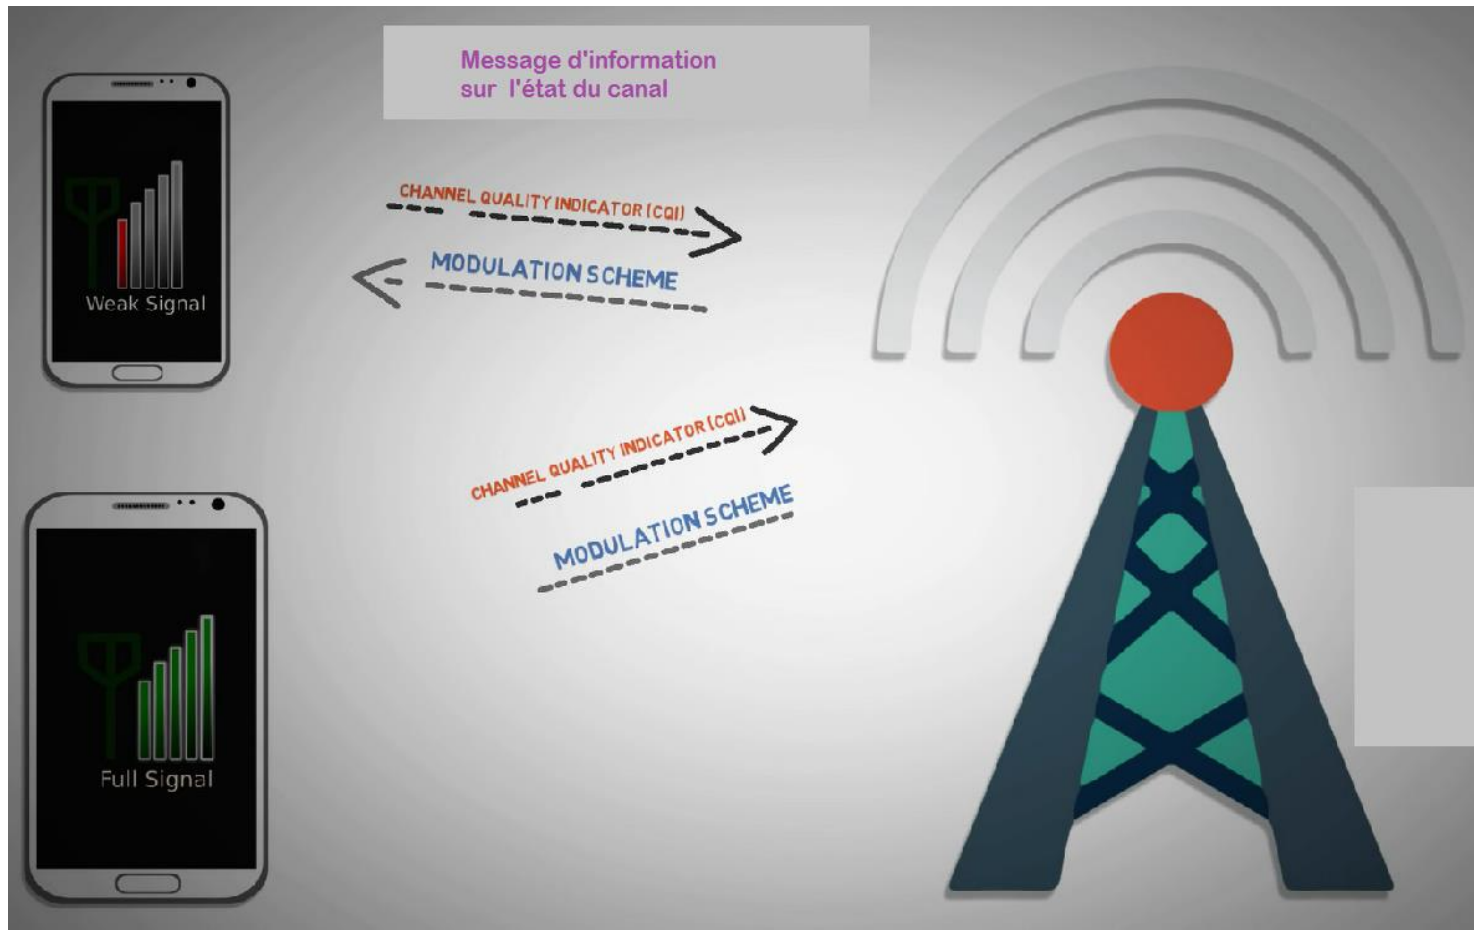 Message d'information
sur l'état du canal
CHANNEL QUALITY INDICATOR (CQI)
MODULATION SCHEME
Weak Signal
CHANNEL QUALITY INDICATOR (CQI)
MODULATION SCHEME
Full Signal